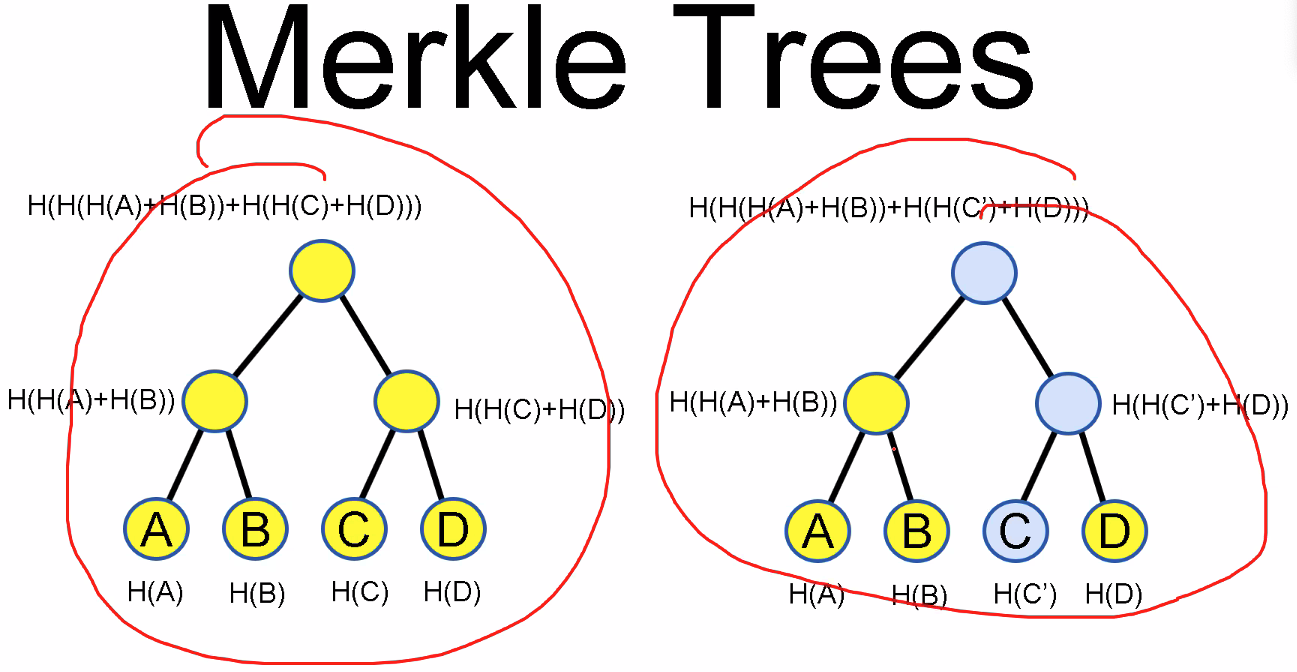 Merkle Trees
H(H(H(A)+H(B))+H(H(C)+H(D)))
H(H(H(A)+H(B))+H(H(C’)+H(D)))
H(H(A)+H(B))
H(H(C)+H(D))
H(H(A)+H(B))
H(H(C’)+H(D))
A B C D
A B C D
H(A) H(B) H(C) H(D)
H(A) H(B) H(C’) H(D)